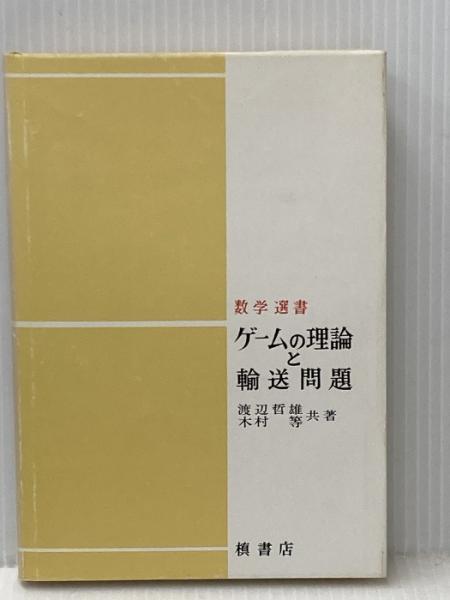 数学選書
ゲームの理論
と
輸送問題
渡辺哲雄
木村 等
共著
槙書店